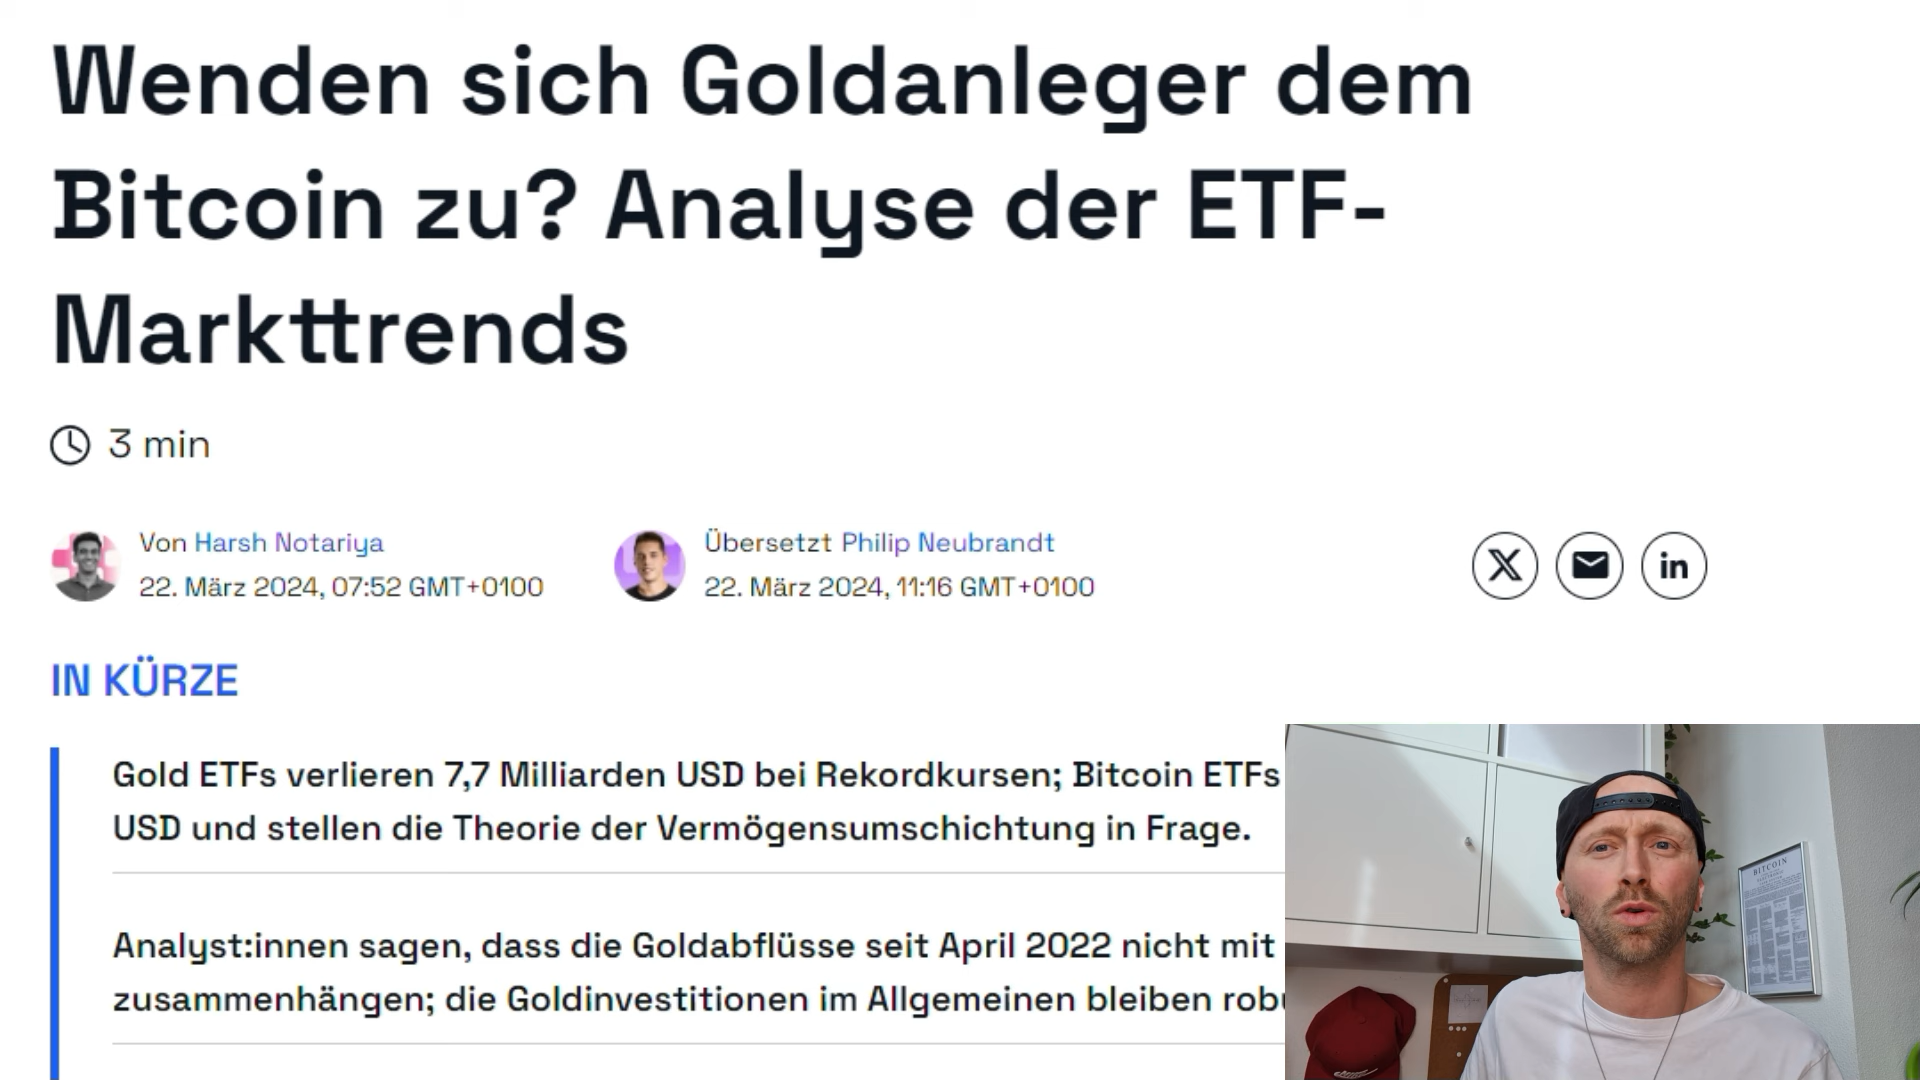 Wenden sich Goldanleger dem
Bitcoin zu? Analyse der ETF-
Markttrends
3 min
Von Harsh Notariya
22. März 2024, 07:52 GMT+0100
Übersetzt Philip Neubrandt
22. März 2024, 11:16 GMT+0100
IN KÜRZE
Gold ETFs verlieren 7,7 Milliarden USD bei Rekordkursen; Bitcoin ETFs
USD und stellen die Theorie der Vermögensumschichtung in Frage.
Analyst:innen sagen, dass die Goldabflüsse seit April 2022 nicht mit
zusammenhängen; die Goldinvestitionen im Allgemeinen bleiben
BITCOIN